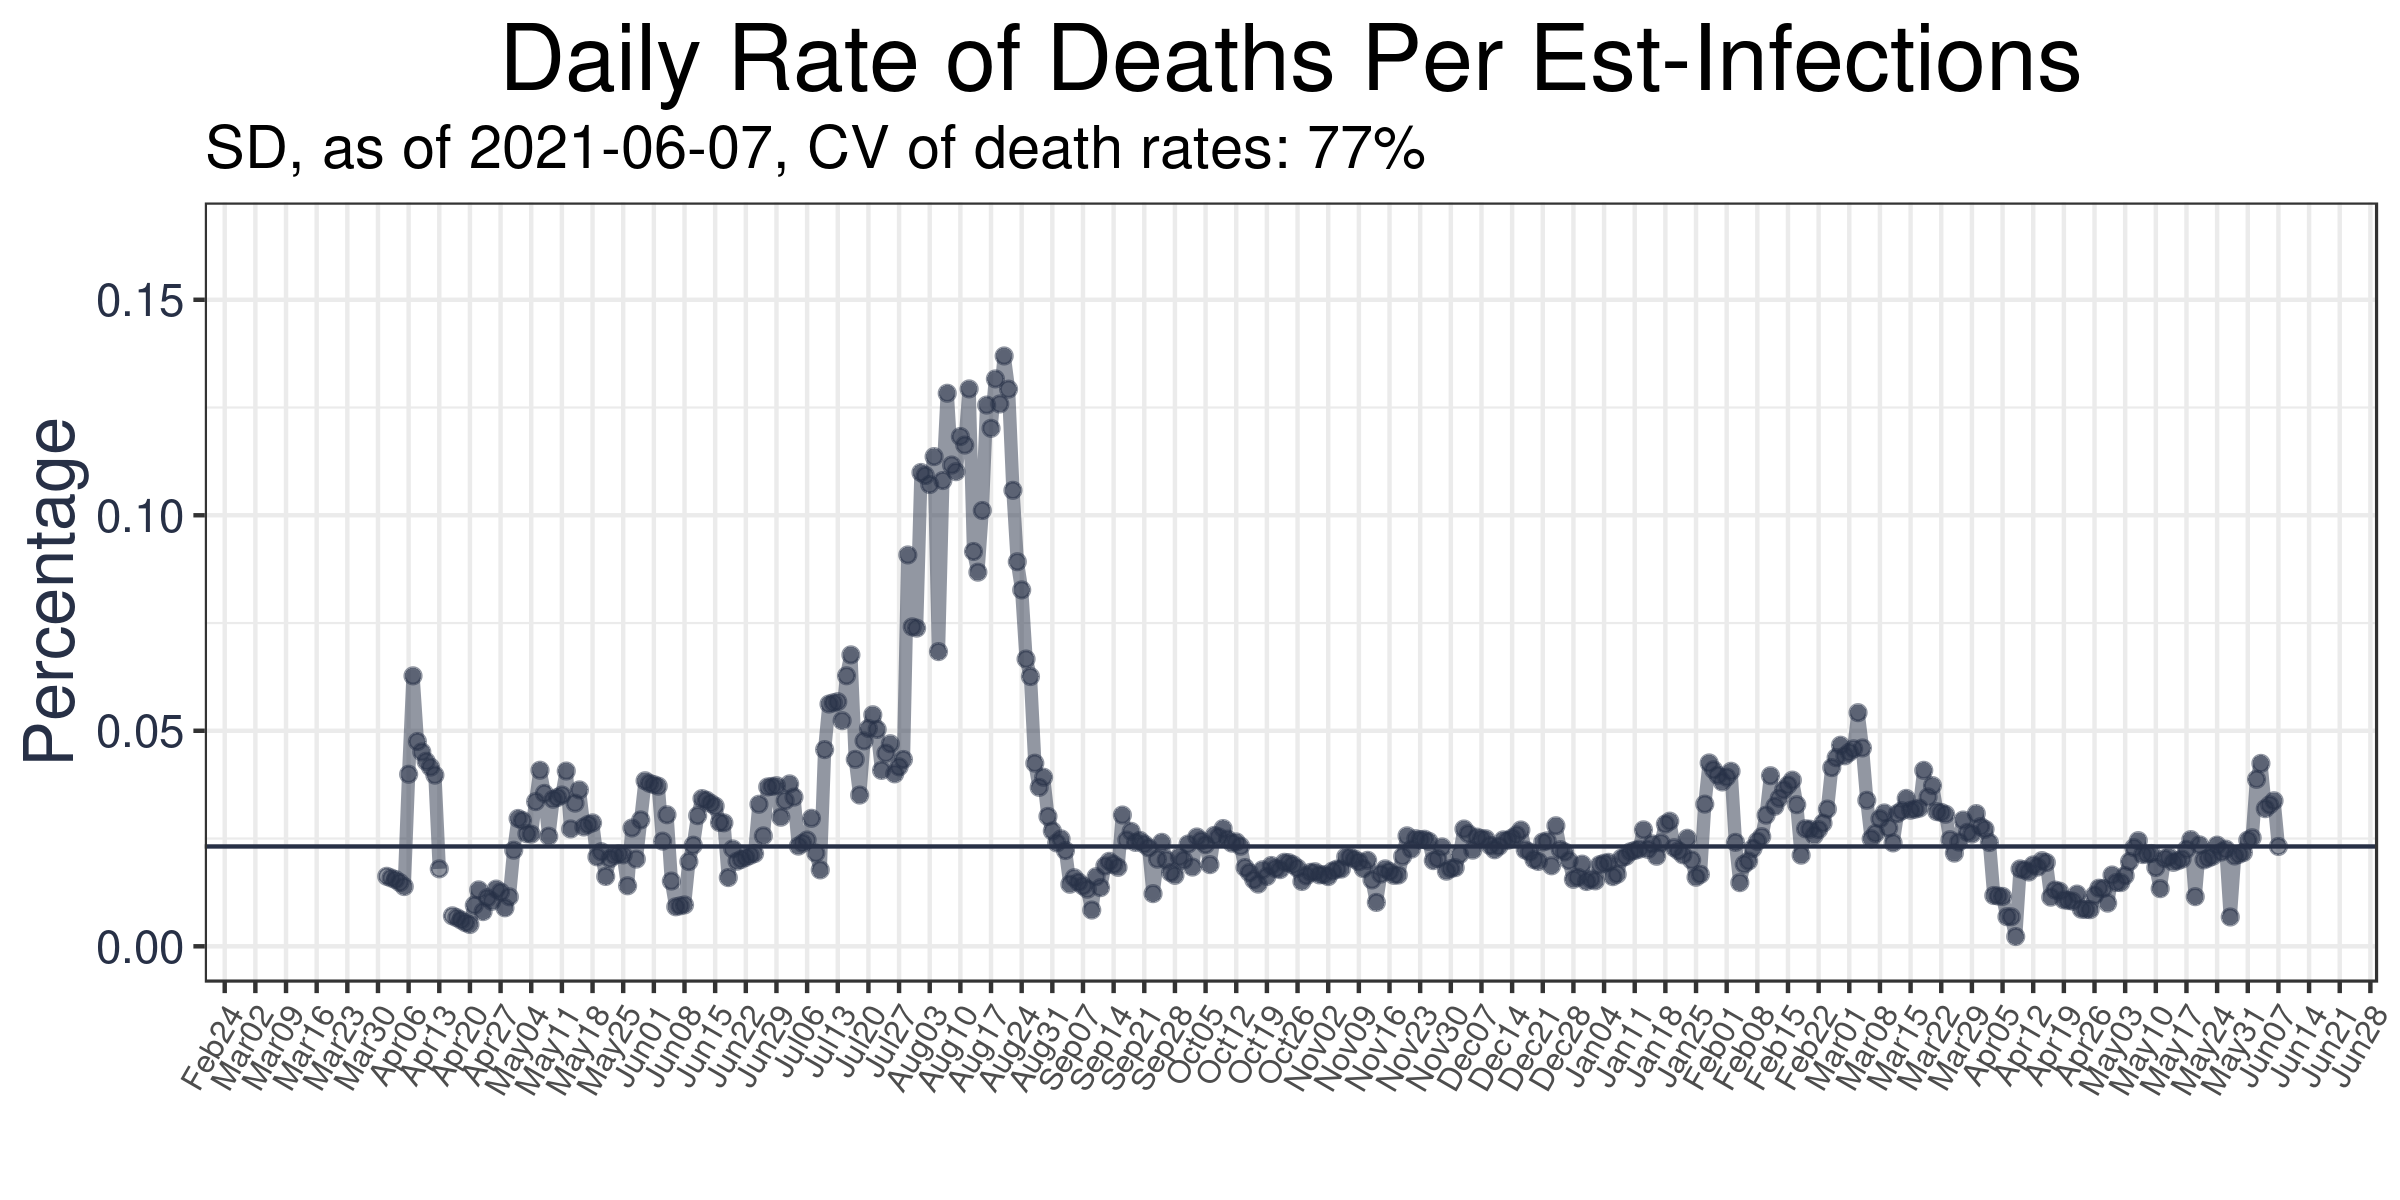 Daily Rate of Deaths Per Est-Infections
SD, as of 2021-06-07, CV of death rates: 77%
Percentage
0.15
0.10
0.05
0.00
Feb24
Mar02
Mar09
Mar16
Mar23
Mar30
Apr06
Apr13
Apr20
Apr27
May04
May11
May18
May25
Jun01
Jun08
Jun15
Jun22
Jun29
Jul06
Jul13
Jul20
Jul27
Aug03
Aug10
Aug17
Aug24
Aug31
Sep07
Sep14
Sep21
Sep28
Oct05
Oct12
Oct19
Oct26
Nov02
Nov09
Nov16
Nov23
Nov30
Dec07
Dec14
Dec21
Dec28
Jan04
Jan11
Jan18
Jan25
Feb01
Feb08
Feb15
Feb22
Mar01
Mar08
Mar15
Mar22
Mar29
Apr05
Apr12
Apr19
Apr26
May03
May10
May17
May24
May31
Jun07
Jun14
Jun21
Jun28